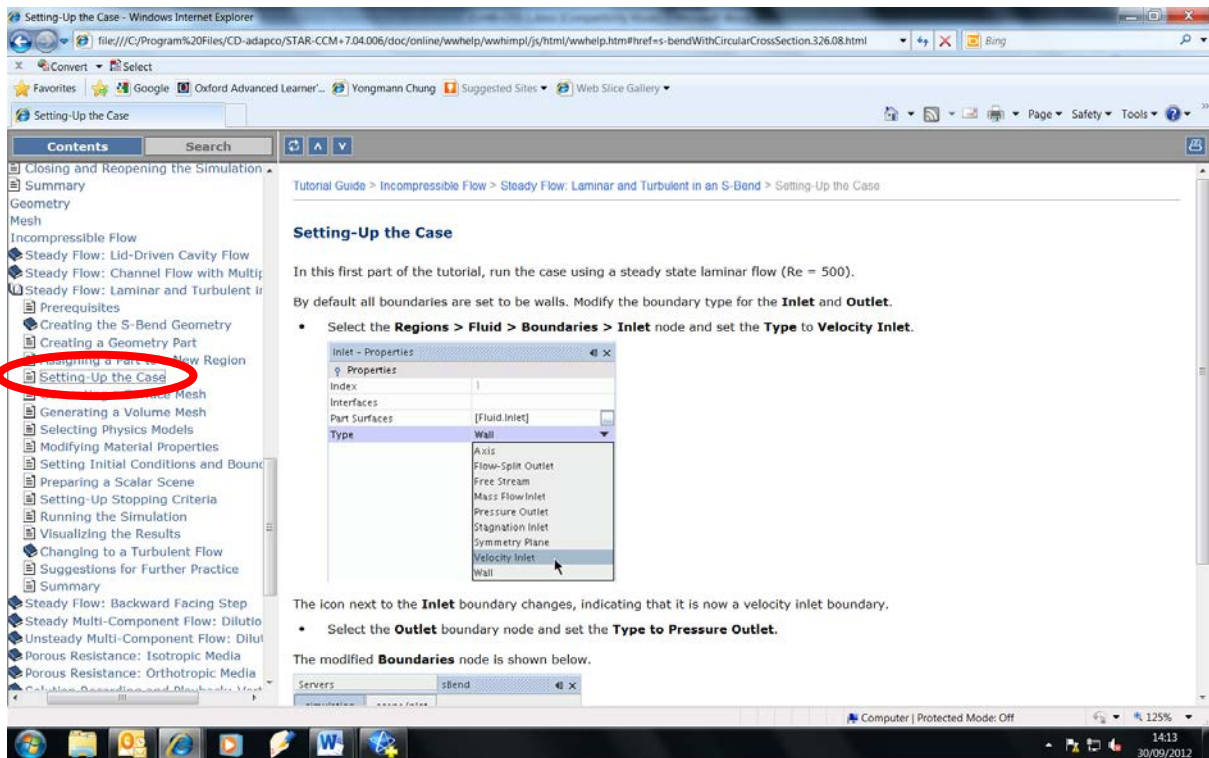 Setting-Up the Case - Windows Internet Explorer
file:///C:/Program%20Files/CD-adapco/STAR-CCM+7.04.006/doc/online/wwhelp/wwhimpl/js/html/wwhelp.htm#href=s-bendWithCircularCrossSection.326.08.html
Bing
x Convert Select
Favorites Google Oxford Advanced Learner'... Yongmann Chung Suggested Sites Web Slice Gallery
Setting-Up the Case
Page Safety Tools
Contents Search
Closing and Reopening the Simulation
Summary
Geometry
Mesh
Incompressible Flow
Steady Flow: Lid-Driven Cavity Flow
Steady Flow: Channel Flow with Multip
Steady Flow: Laminar and Turbulent in
Prerequisites
Creating the S-Bend Geometry
Creating a Geometry Part
Assigning a Part to New Region
Setting-Up the Case
Mesh
Generating a Volume Mesh
Selecting Physics Models
Modifying Material Properties
Setting Initial Conditions and Bound
Preparing a Scalar Scene
Setting-Up Stopping Criteria
Running the Simulation
Visualizing the Results
Changing to a Turbulent Flow
Suggestions for Further Practice
Summary
Steady Flow: Backward Facing Step
Steady Multi-Component Flow: Dilutio
Unsteady Multi-Component Flow: Dilut
Porous Resistance: Isotropic Media
Porous Resistance: Orthotropic Media
Tutorial Guide > Incompressible Flow > Steady Flow: Laminar and Turbulent in an S-Bend > Setting-Up the Case
Setting-Up the Case
In this first part of the tutorial, run the case using a steady state laminar flow (Re = 500).
By default all boundaries are set to be walls. Modify the boundary type for the Inlet and Outlet.
• Select the Regions > Fluid > Boundaries > Inlet node and set the Type to Velocity Inlet.
Inlet - Properties
Properties
Index 1
Interfaces
Part Surfaces [Fluid.Inlet]
Type Wall
Axis
Flow-Split Outlet
Free Stream
Mass Flow Inlet
Pressure Outlet
Stagnation Inlet
Symmetry Plane
Velocity Inlet
Wall
The icon next to the Inlet boundary changes, indicating that it is now a velocity inlet boundary.
• Select the Outlet boundary node and set the Type to Pressure Outlet.
The modified Boundaries node is shown below.
Servers sBend
Computer | Protected Mode: Off 125%
14:13
30/09/2012